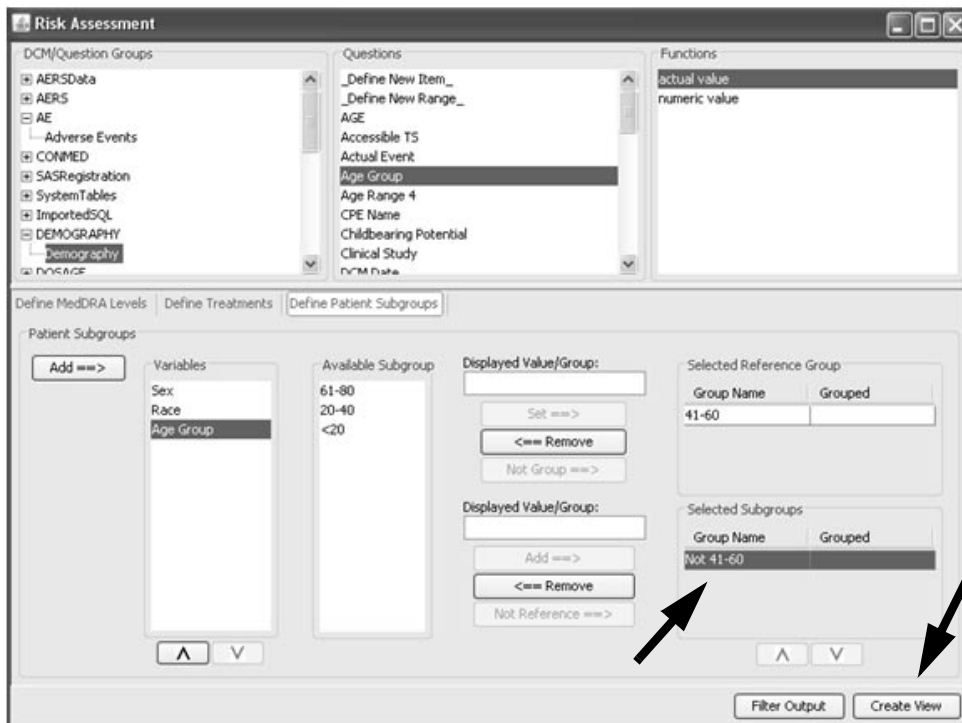 Risk Assessment
DCM/Question Groups
AERSData
AERS
AE
Adverse Events
CONMED
SASRegistration
SystemTables
ImportedSQL
DEMOGRAPHY
Demography
DOSAGE
Questions
_Define New Item_
_Define New Range_
AGE
Accessible TS
Actual Event
Age Group
Age Range 4
CPE Name
Childbearing Potential
Clinical Study
DCM Date
Functions
actual value
numeric value
Define MedDRA Levels
Define Treatments
Define Patient Subgroups
Patient Subgroups
Add ==>
Variables
Sex
Race
Age Group
Λ V
Available Subgroup
61-80
20-40
<20
Displayed Value/Group:
Set ==>
<== Remove
Not Group ==>
Displayed Value/Group:
Add ==>
<== Remove
Not Reference ==>
Selected Reference Group
Group Name Grouped
41-60
Selected Subgroups
Group Name Grouped
Not 41-60
Λ V
Filter Output
Create View